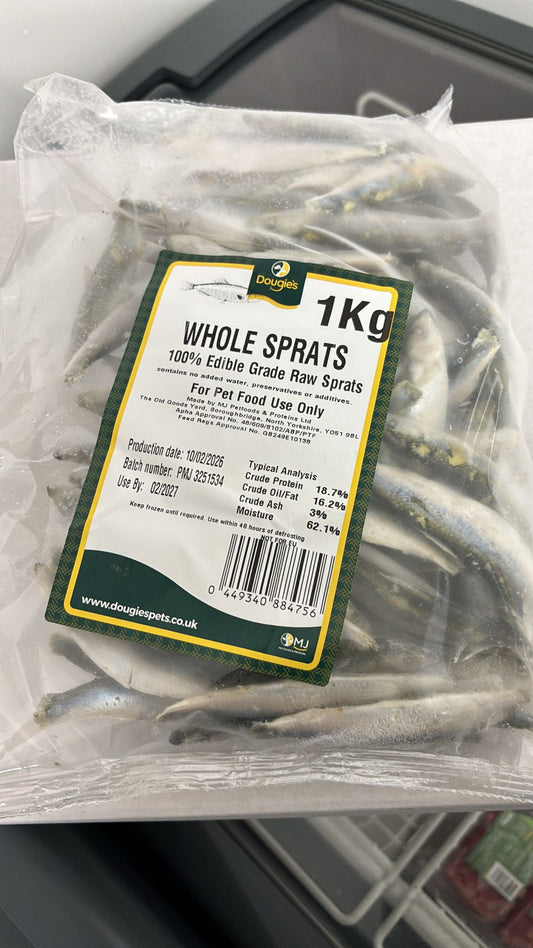 Dougie's
1Kg
WHOLE SPRATS
100% Edible Grade Raw Sprats
contains no added water, preservatives or additives.
For Pet Food Use Only
Made by MJ Petfoods & Proteins Ltd
The Old Goods Yard, Boroughbridge, North Yorkshire, YO51 9BL
Apha Approval No. 48/609/8102/ABP/PTF
Feed Regs Approval No. GB249E10138
Production date: 10/02/2026
Batch number: PMJ 5251534
Use By: 02/2027
Typical Analysis
Crude Protein 18.7%
Crude Oil/Fat 16.2%
Crude Ash 3%
Moisture 62.1%
Keep frozen until required. Use within 48 hours of defrosting
NOT FOR EU
0 449340 884756
www.dougiespets.co.uk
MJ